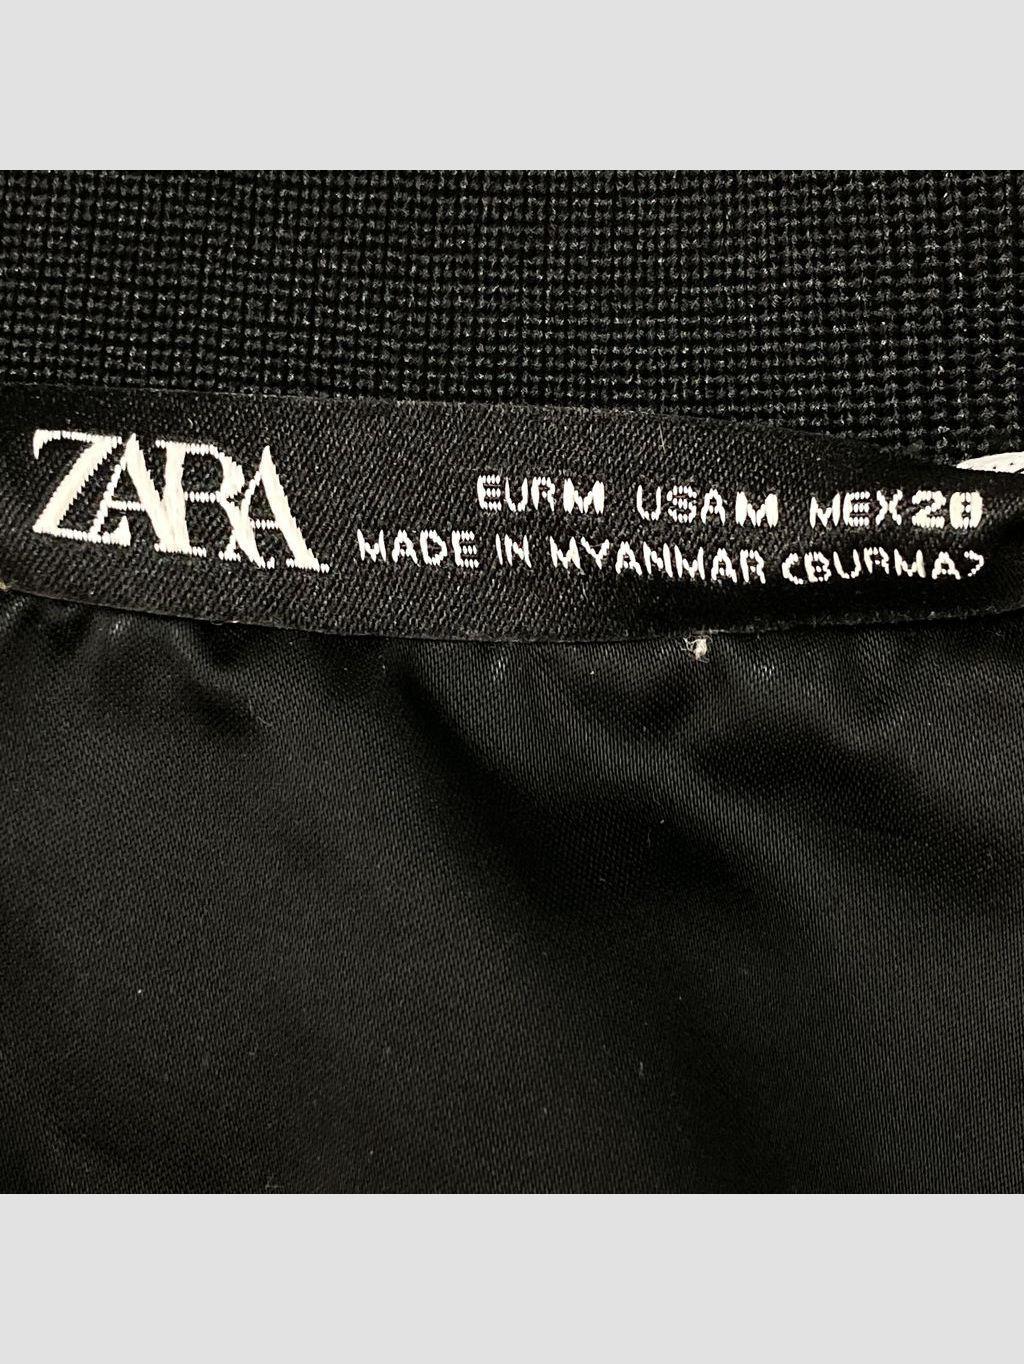 ZARA
EUR M USA M MEX 28
MADE IN MYANMAR (BURMA)